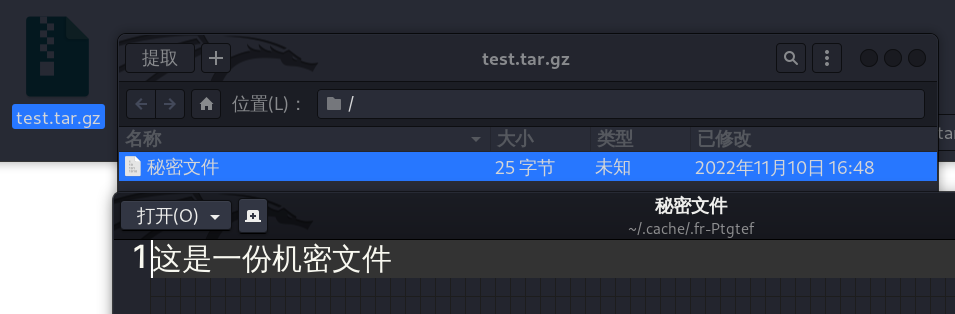 test.tar.gz
提取
test.tar.gz
位置(L)：
/
名称 大小 类型 已修改
秘密文件 25 字节 未知 2022年11月10日 16:48
打开(O)
秘密文件
~/.cache/.fr-Ptgtef
1 这是一份机密文件